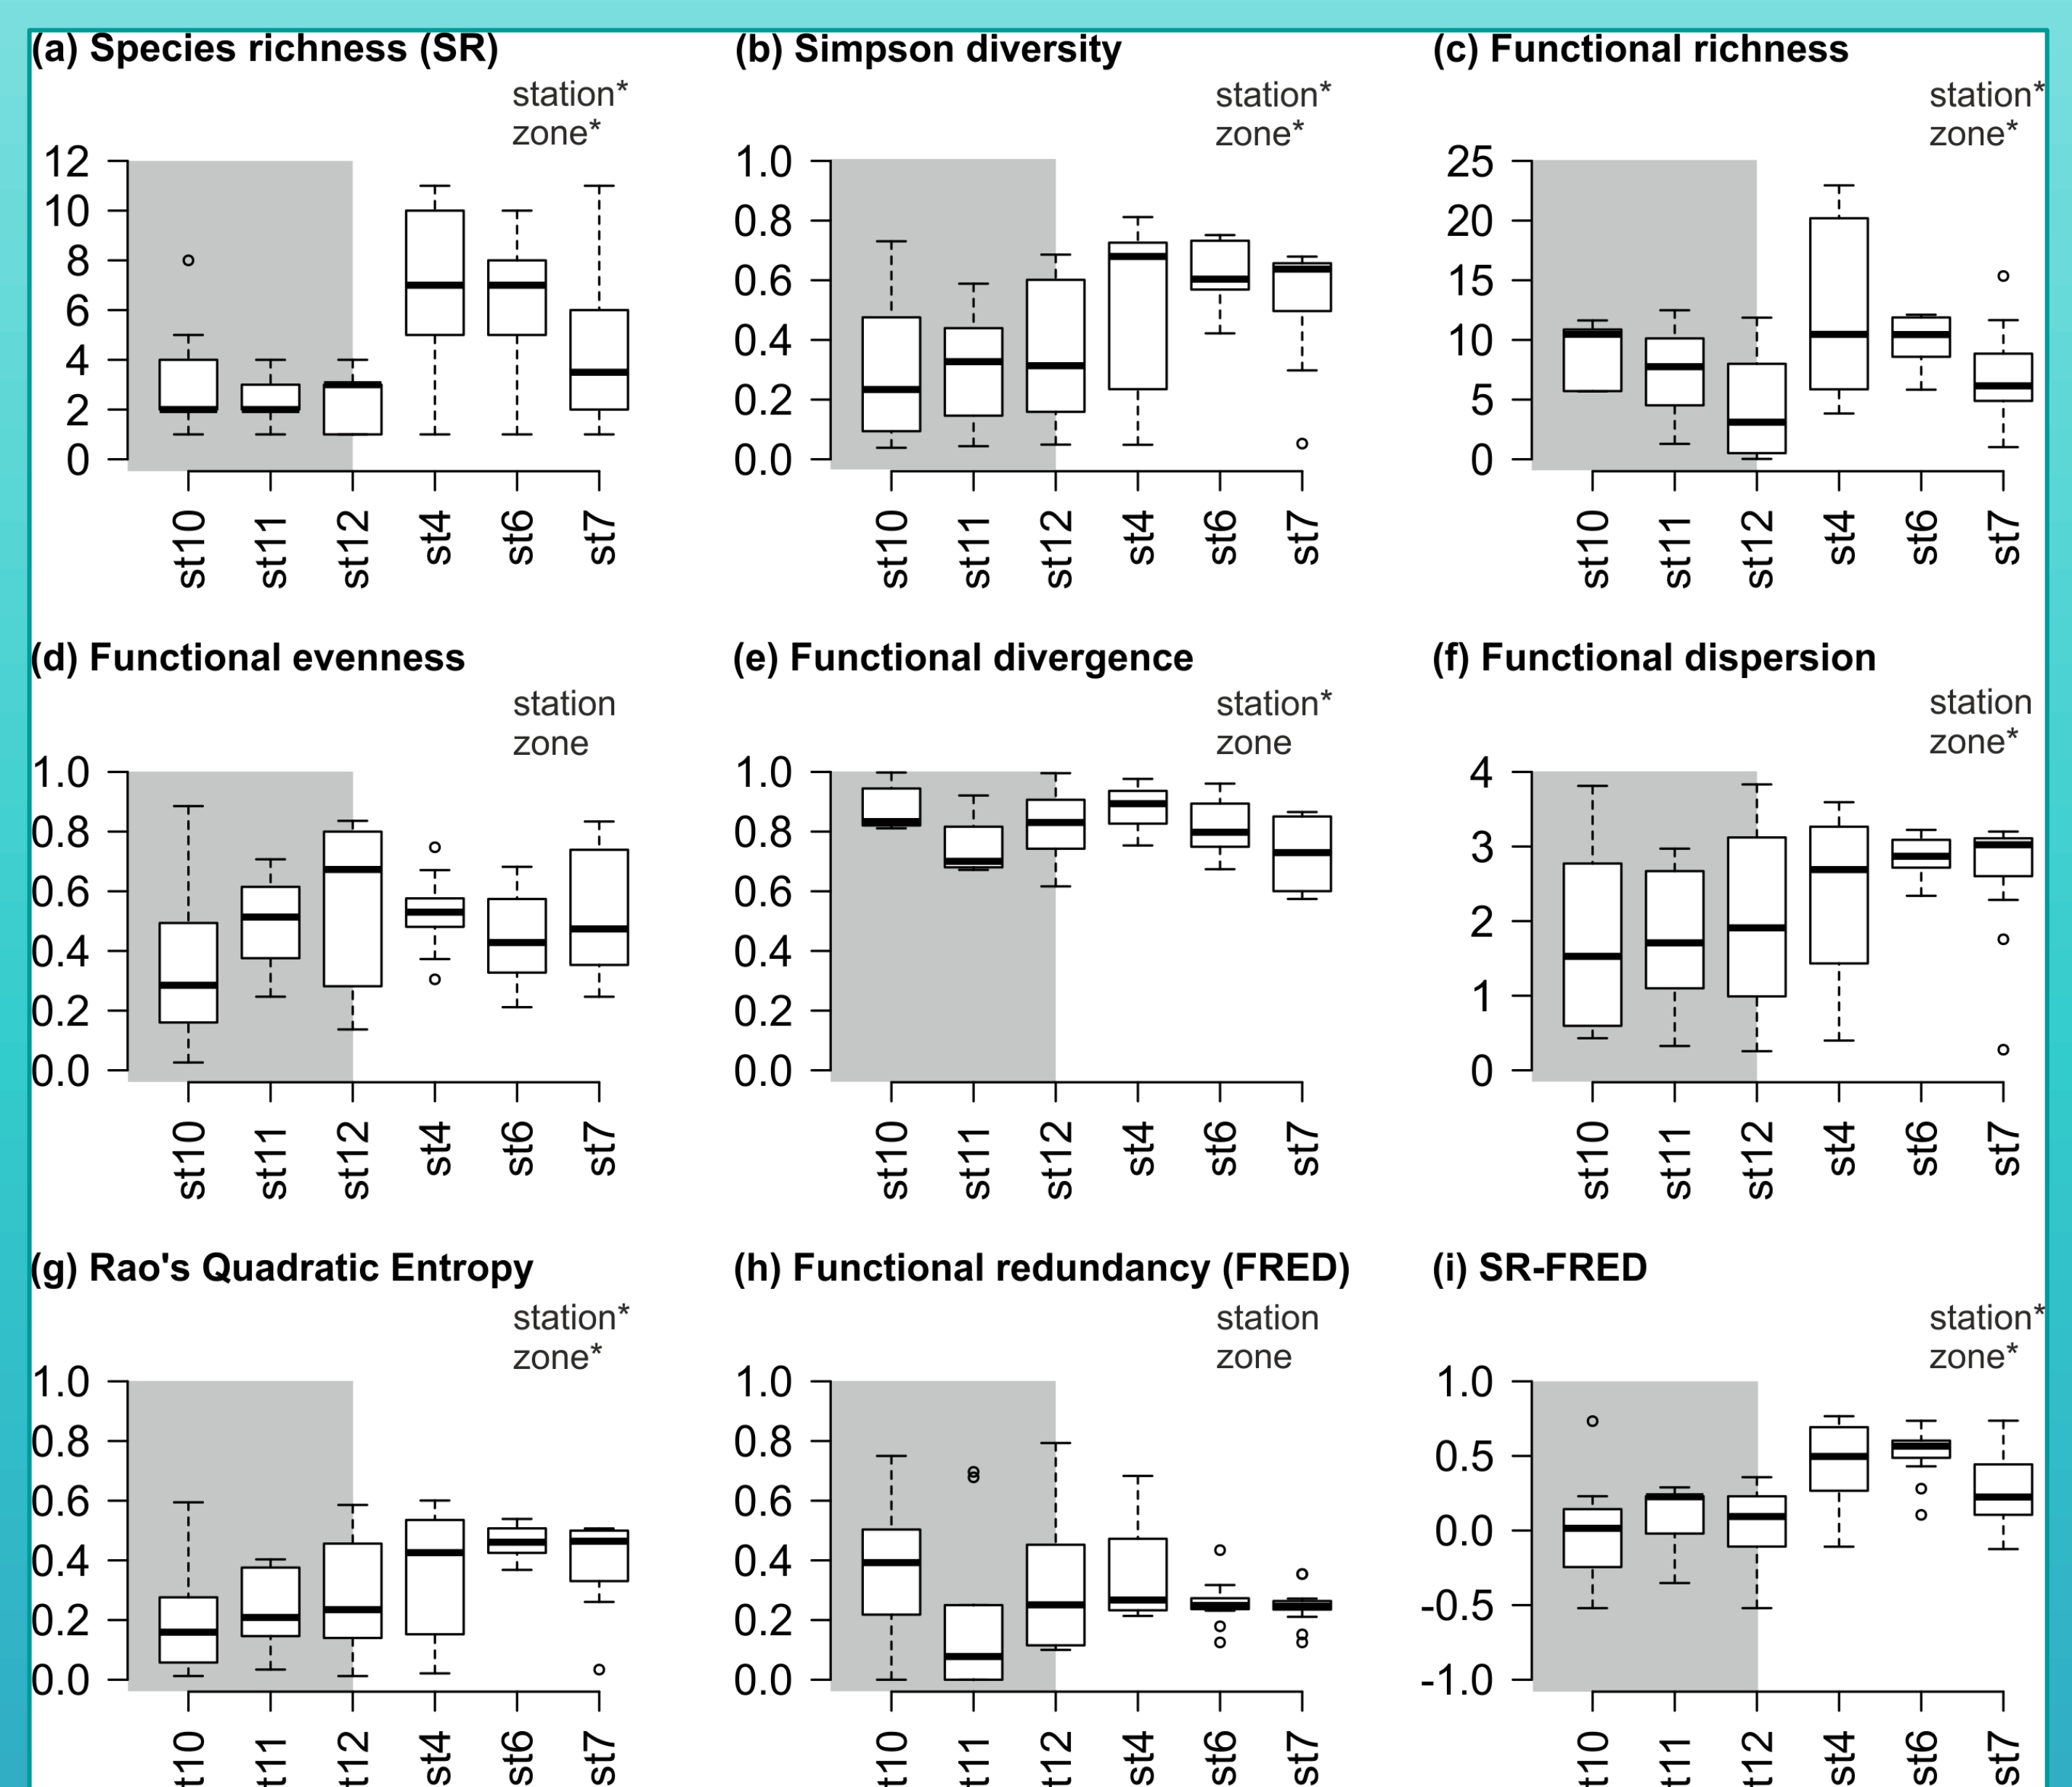 (a) Species richness (SR)
station*
zone*
12
10
8
6
4
2
0
st10
st11
st12
st4
st6
st7
(b) Simpson diversity
station*
zone*
1.0
0.8
0.6
0.4
0.2
0.0
st10
st11
st12
st4
st6
st7
(c) Functional richness
station*
zone*
25
20
15
10
5
0
st10
st11
st12
st4
st6
st7
(d) Functional evenness
station
zone
1.0
0.8
0.6
0.4
0.2
0.0
st10
st11
st12
st4
st6
st7
(e) Functional divergence
station*
zone
1.0
0.8
0.6
0.4
0.2
0.0
st10
st11
st12
st4
st6
st7
(f) Functional dispersion
station
zone*
4
3
2
1
0
st10
st11
st12
st4
st6
st7
(g) Rao's Quadratic Entropy
station*
zone*
1.0
0.8
0.6
0.4
0.2
0.0
t10
t11
t12
st4
st6
st7
(h) Functional redundancy (FRED)
station
zone
1.0
0.8
0.6
0.4
0.2
0.0
t10
t11
t12
st4
st6
st7
(i) SR-FRED
station*
zone*
1.0
0.5
0.0
-0.5
-1.0
t10
t11
t12
st4
st6
st7